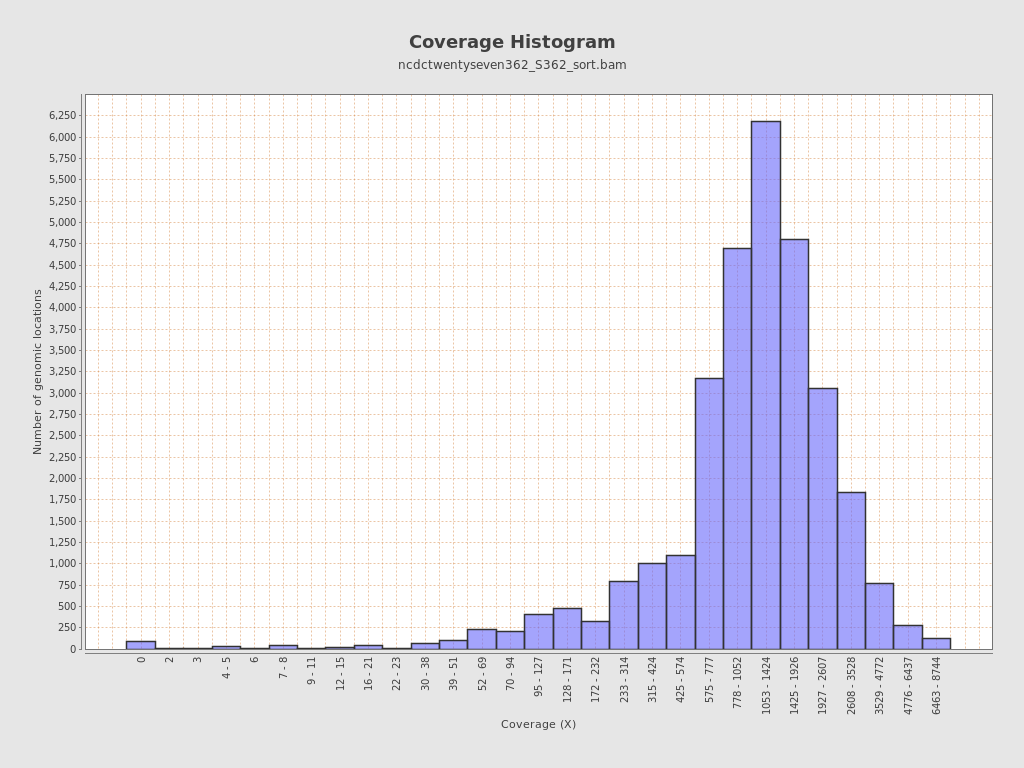 Coverage Histogram
ncdctwentyseven362_S362_sort.bam
Number of genomic locations
6,250
6,000
5,750
5,500
5,250
5,000
4,750
4,500
4,250
4,000
3,750
3,500
3,250
3,000
2,750
2,500
2,250
2,000
1,750
1,500
1,250
1,000
750
500
250
0
0
2
3
4 - 5
6
7 - 8
9 - 11
12 - 15
16 - 21
22 - 23
30 - 38
39 - 51
52 - 69
70 - 94
95 - 127
128 - 171
172 - 232
233 - 314
315 - 424
425 - 574
575 - 777
778 - 1052
1053 - 1424
1425 - 1926
1927 - 2607
2608 - 3528
3529 - 4772
4776 - 6437
6463 - 8744
Coverage (X)